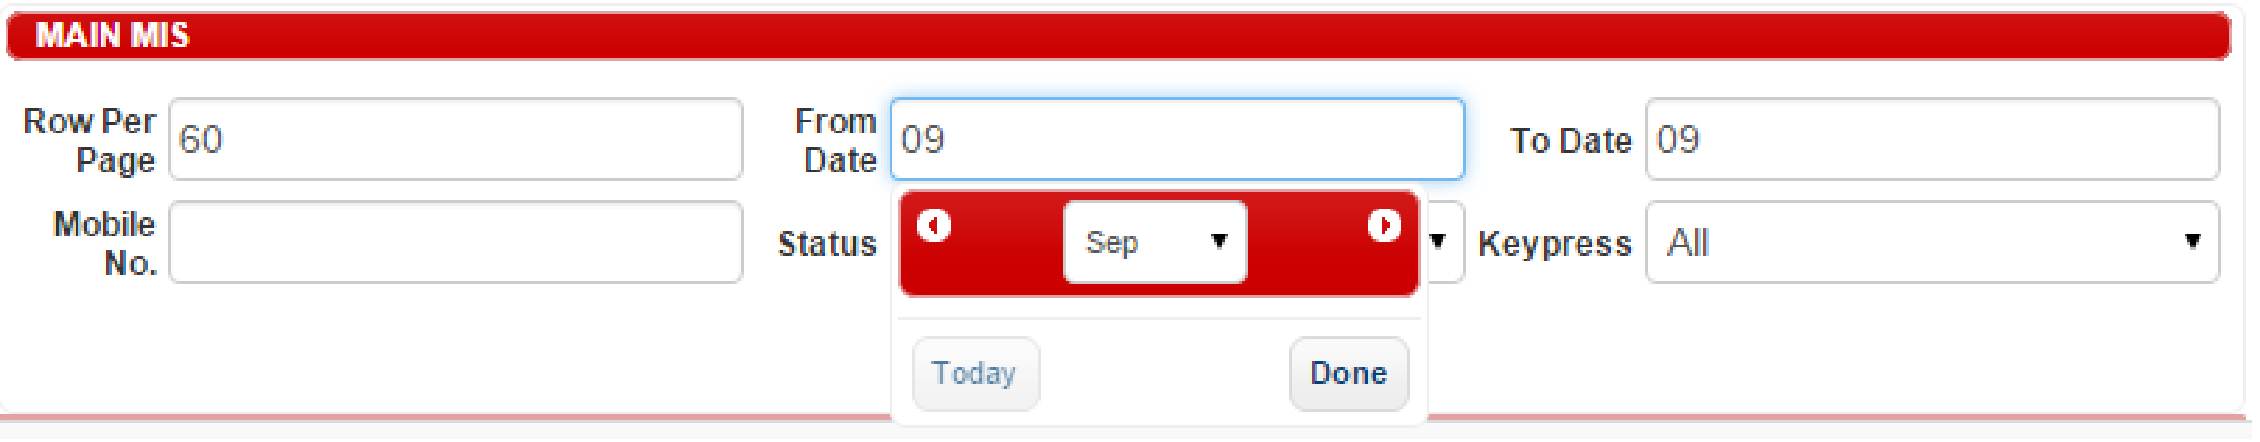 MAIN MIS
Row Per Page 60
From Date 09
To Date 09
Mobile No.
Status
Sep
Keypress All
Today
Done